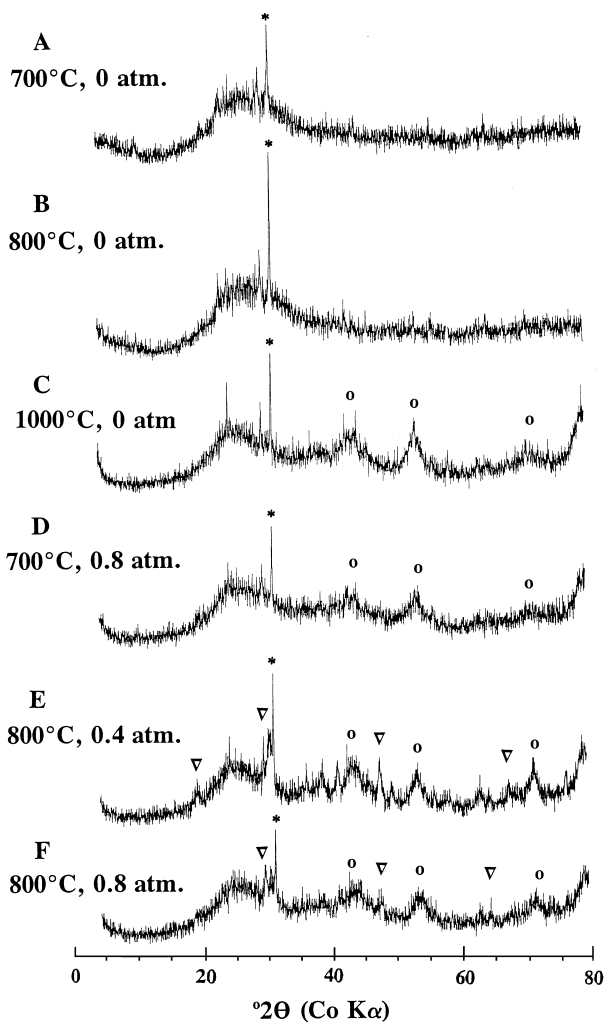 A
700°C, 0 atm.
*
B
800°C, 0 atm.
*
C
1000°C, 0 atm
*
o o o
D
700°C, 0.8 atm.
*
o o o
E
800°C, 0.4 atm.
*
∇ ∇ o ∇ o ∇ o
F
800°C, 0.8 atm.
*
∇ o ∇ o ∇ o
0 20 40 60 80
°2Θ (Co Kα)